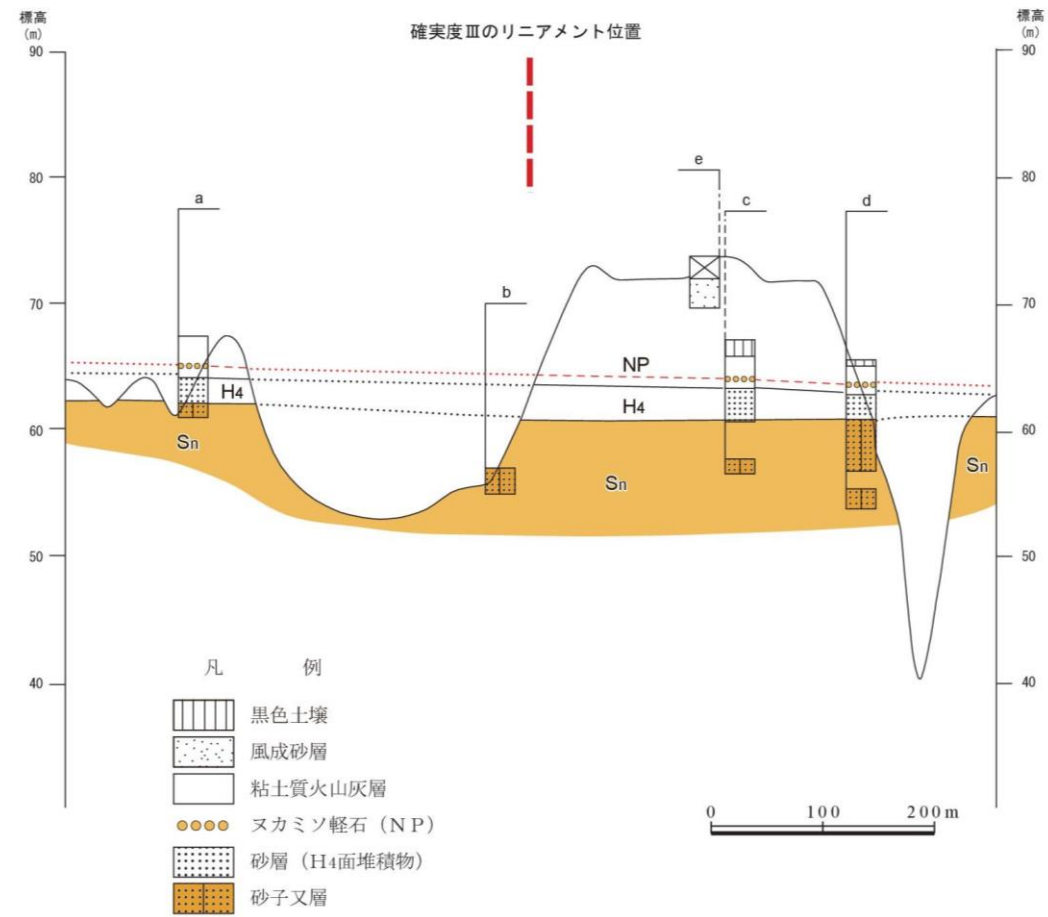 標高
(m)
90
80
70
60
50
40
確実度Ⅲのリニアメント位置
標高
(m)
90
80
70
60
50
40
a
b
e
c
d
NP
H4
H4
Sn
Sn
Sn
凡　　例
黒色土壌
風成砂層
粘土質火山灰層
ヌカミソ軽石（ＮＰ）
砂層（H4面堆積物）
砂子又層
0　100　200m